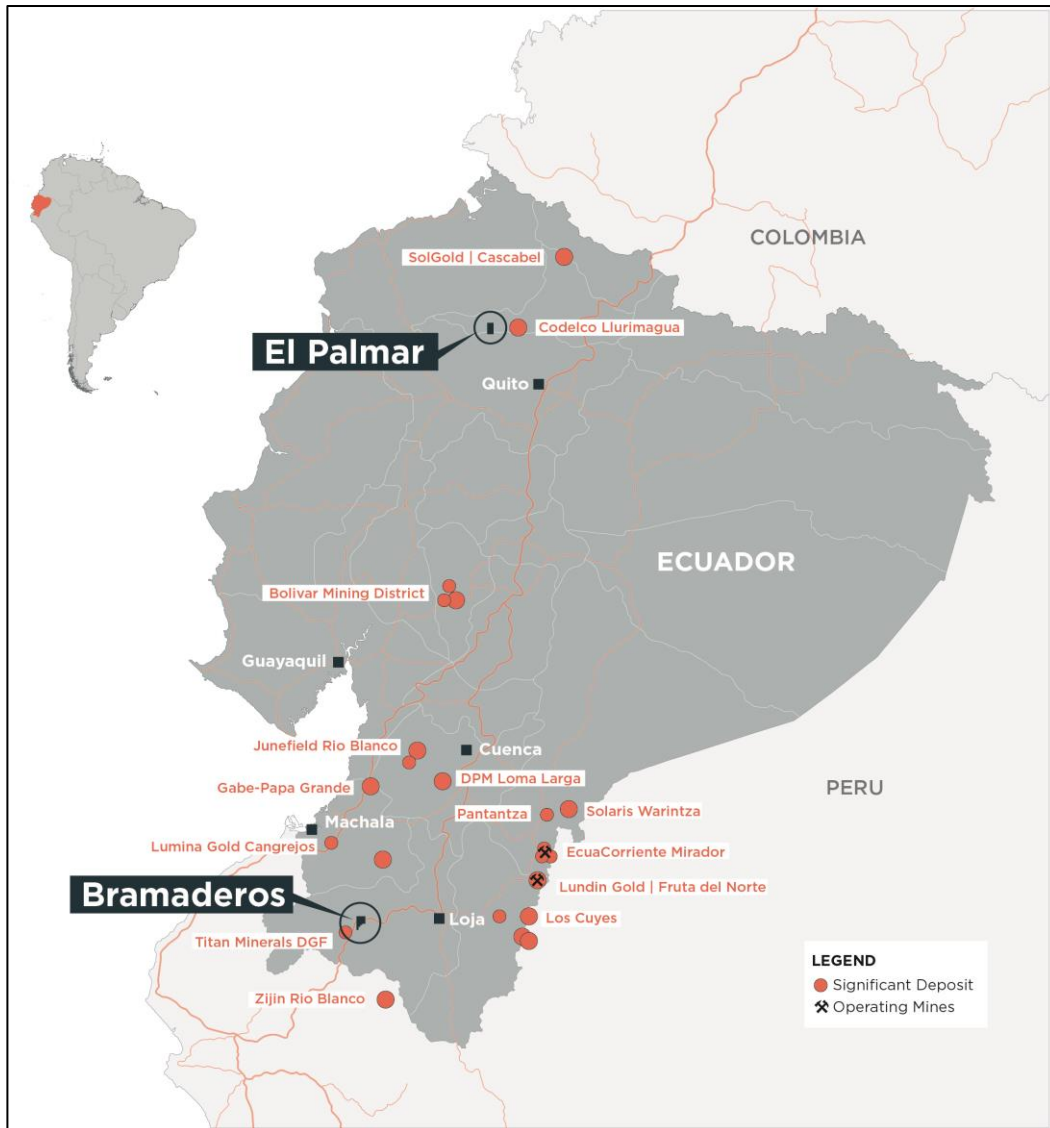 COLOMBIA
SolGold | Cascabel
Codelco Llurimagua
El Palmar
Quito
ECUADOR
Bolivar Mining District
Guayaquil
Junefield Rio Blanco
Cuenca
DPM Loma Larga
Gabe-Papa Grande
PERU
Pantantza
Solaris Warintza
Machala
Lumina Gold Cangrejos
EcuaCorriente Mirador
Lundin Gold | Fruta del Norte
Bramaderos
Loja
Los Cuyes
Titan Minerals DGF
Zijin Rio Blanco
LEGEND
Significant Deposit
Operating Mines